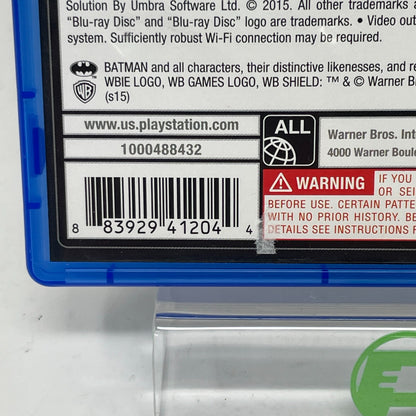 Solution By Umbra Software Ltd. © 2015. All other trademarks a
"Blu-ray Disc" and "Blu-ray Disc" logo are trademarks. • Video out
system. Sufficiently robust Wi-Fi connection may be required.
BATMAN and all characters, their distinctive likenesses, and re
WBIE LOGO, WB GAMES LOGO, WB SHIELD: ™ & © Warner B
(s15)
www.us.playstation.com
1000488432
ALL
Warner Bros. Int
4000 Warner Boule
WARNING
IF YOU
OR SEI
BEFORE USE. CERTAIN PATTE
WITH NO PRIOR HISTORY. BE
DETAILS SEE INSTRUCTIONS F
8 83929 41204 4